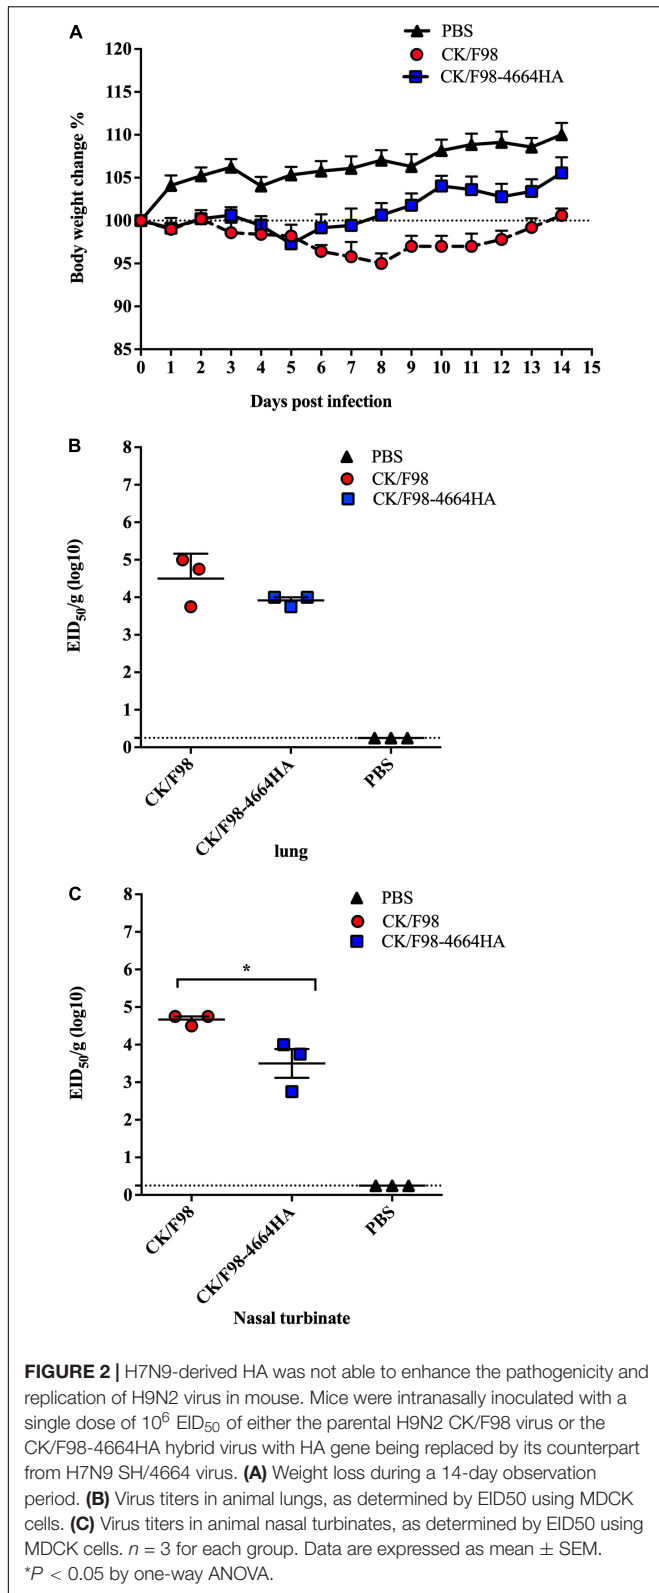 A
PBS
CK/F98
CK/F98-4664HA
120
115
110
105
100
95
90
85
Body weight change %
0 1 2 3 4 5 6 7 8 9 10 11 12 13 14 15
Days post infection
B
PBS
CK/F98
CK/F98-4664HA
8
7
6
5
4
3
2
1
0
EID50/g (log10)
CK/F98
CK/F98-4664HA
PBS
lung
C
PBS
CK/F98
CK/F98-4664HA
8
7
6
5
4
3
2
1
0
EID50/g (log10)
*
CK/F98
CK/F98-4664HA
PBS
Nasal turbinate
FIGURE 2 | H7N9-derived HA was not able to enhance the pathogenicity and
replication of H9N2 virus in mouse. Mice were intranasally inoculated with a
single dose of 10⁶ EID₅₀ of either the parental H9N2 CK/F98 virus or the
CK/F98-4664HA hybrid virus with HA gene being replaced by its counterpart
from H7N9 SH/4664 virus. (A) Weight loss during a 14-day observation
period. (B) Virus titers in animal lungs, as determined by EID50 using MDCK
cells. (C) Virus titers in animal nasal turbinates, as determined by EID50 using
MDCK cells. n = 3 for each group. Data are expressed as mean ± SEM.
*P < 0.05 by one-way ANOVA.